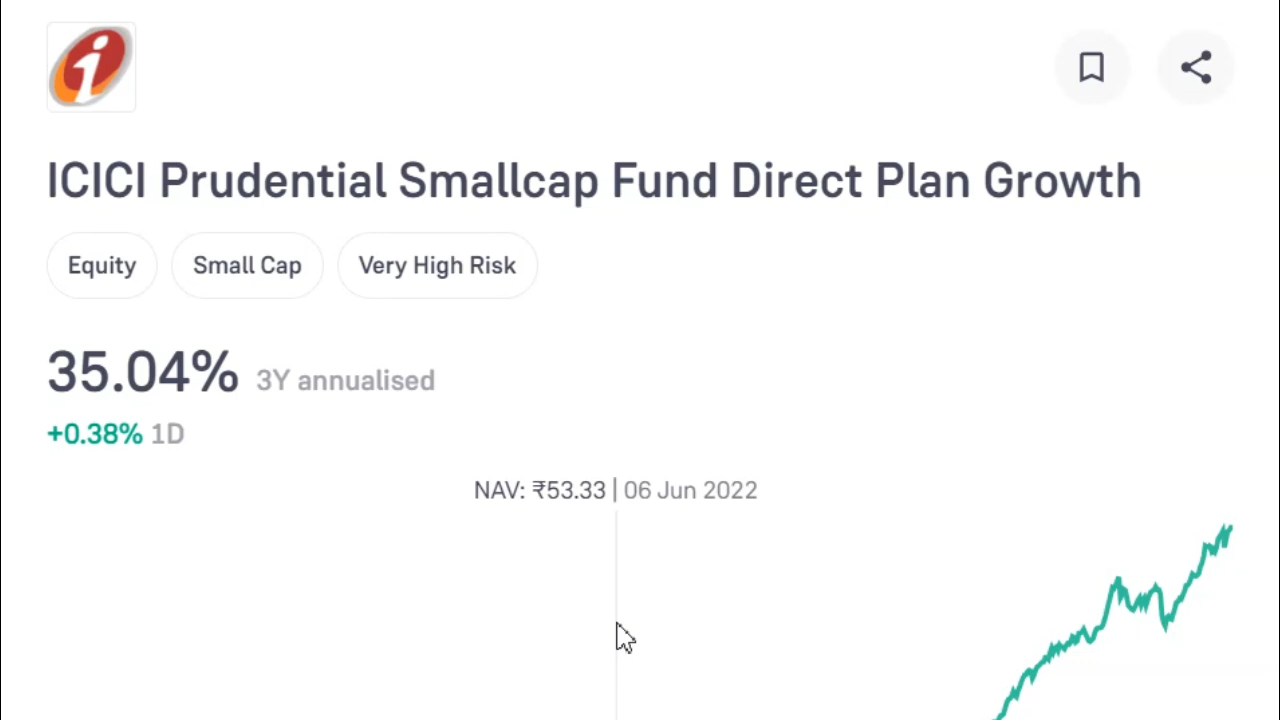 i
ICICI Prudential Smallcap Fund Direct Plan Growth
Equity Small Cap Very High Risk
35.04% 3Y annualised
+0.38% 1D
NAV: ₹53.33 | 06 Jun 2022